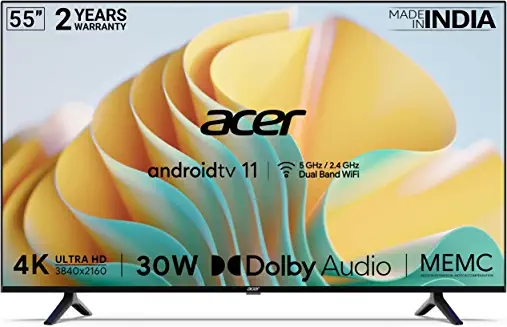 55"
2 YEARS
WARRANTY
MADE IN INDIA
acer
androidtv 11
5 GHz / 2.4 GHz
Dual Band WiFi
4K ULTRA HD
3840x2160
30W
Dolby Audio
MEMC
acer